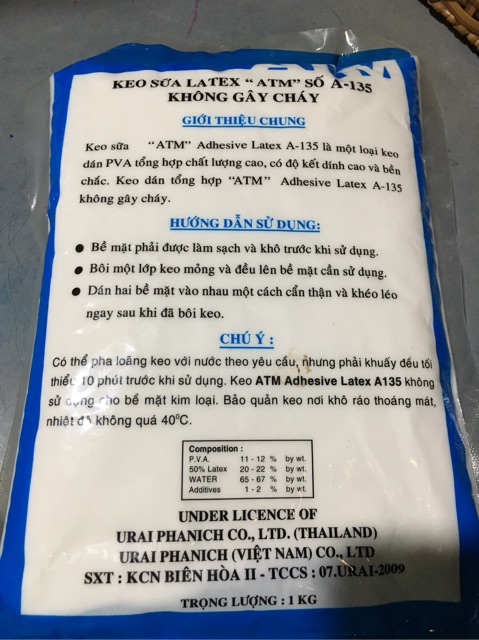 KEO SỮA LATEX "ATM" SỐ A-135
KHÔNG GÂY CHÁY
GIỚI THIỆU CHUNG
Keo sữa "ATM" Adhesive Latex A-135 là một loại keo
dán PVA tổng hợp chất lượng cao, có độ kết dính cao và bền
chắc. Keo dán tổng hợp "ATM" Adhesive Latex A-135
không gây cháy.
HƯỚNG DẪN SỬ DỤNG:
● Bề mặt phải được làm sạch và khô trước khi sử dụng.
● Bôi một lớp keo mỏng và đều lên bề mặt cần sử dụng.
● Dán hai bề mặt vào nhau một cách cẩn thận và khéo léo
ngay sau khi đã bôi keo.
CHÚ Ý :
Có thể pha loãng keo với nước theo yêu cầu, nhưng phải khuấy đều tối
thiểu 10 phút trước khi sử dụng. Keo ATM Adhesive Latex A135 không
sử dụng cho bề mặt kim loại. Bảo quản keo nơi khô ráo thoáng mát,
nhiệt độ không quá 40⁰C.
Composition :
P.V.A. 11 - 12 % by wt.
50% Latex 20 - 22 % by wt.
WATER 65 - 67 % by wt.
Additives 1 - 2 % by wt.
UNDER LICENCE OF
URAI PHANICH CO., LTD. (THAILAND)
URAI PHANICH (VIỆT NAM) CO., LTD
SXT : KCN BIÊN HÒA II - TCCS : 07.URAI-2009
TRỌNG LƯỢNG : 1 KG